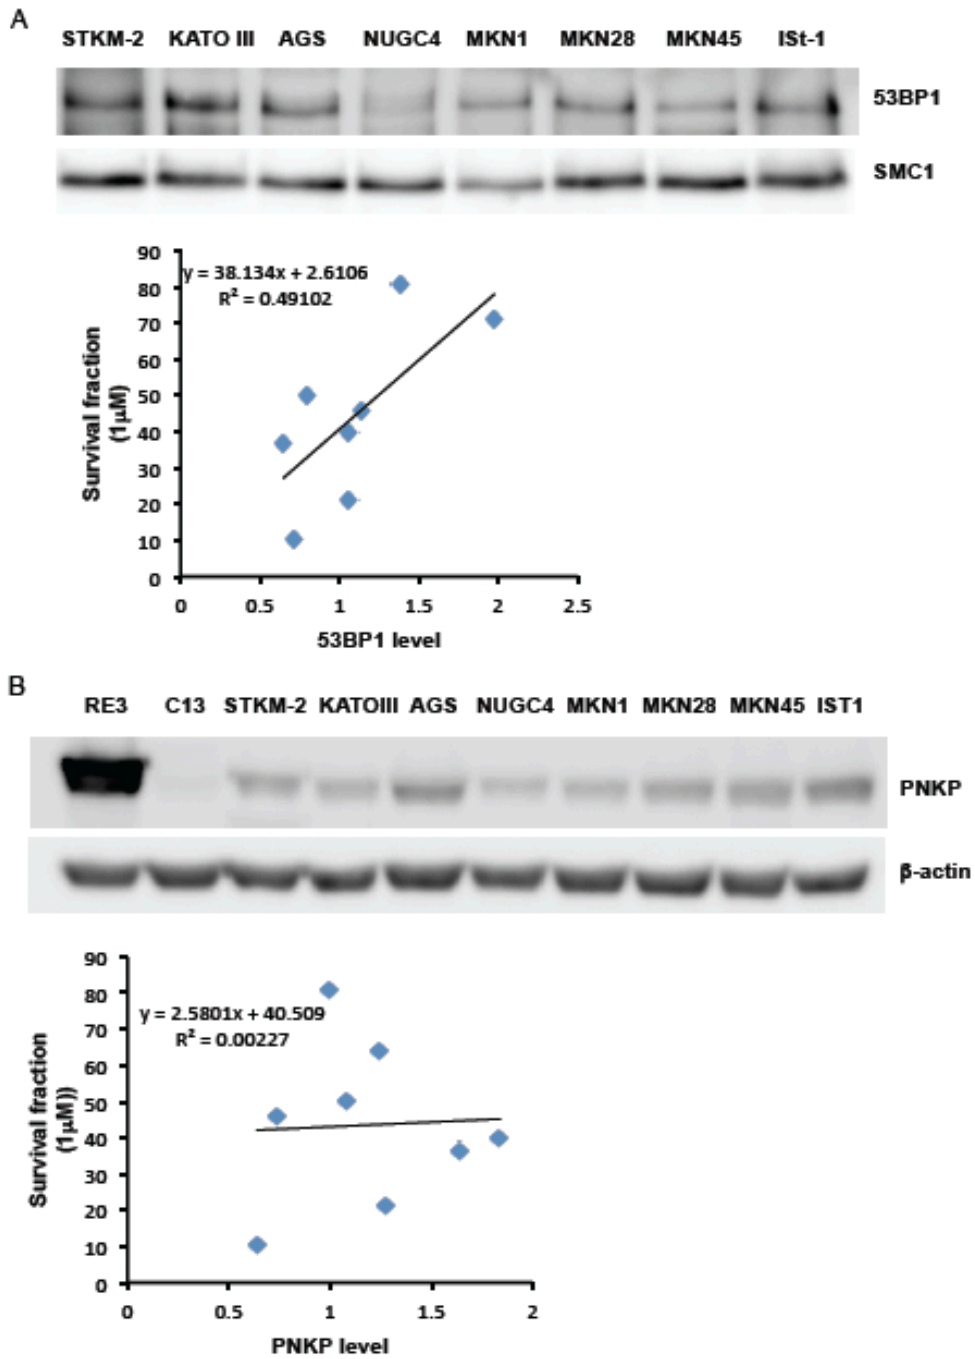 A
STKM-2 KATO III AGS NUGC4 MKN1 MKN28 MKN45 ISt-1
53BP1
SMC1
90
80
70
60
50
40
30
20
10
0
y = 38.134x + 2.6106
R² = 0.49102
Survival fraction
(1µM)
0 0.5 1 1.5 2 2.5
53BP1 level
B
RE3 C13 STKM-2 KATOIII AGS NUGC4 MKN1 MKN28 MKN45 IST1
PNKP
β-actin
90
80
70
60
50
40
30
20
10
0
y = 2.5801x + 40.509
R² = 0.00227
Survival fraction
(1µM))
0 0.5 1 1.5 2
PNKP level